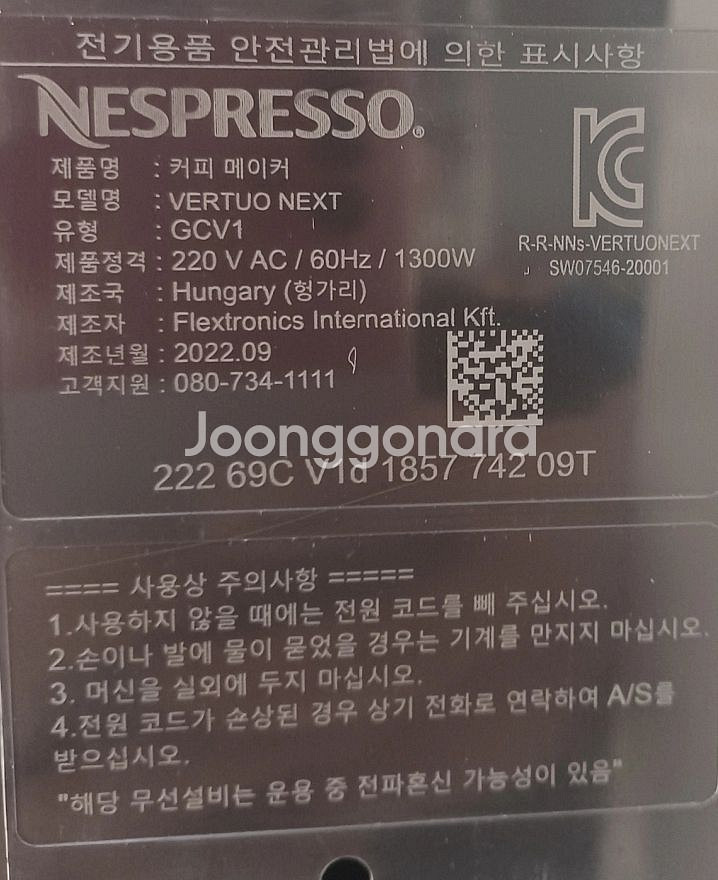 전기용품 안전관리법에 의한 표시사항
NESPRESSO®
제품명 : 커피 메이커
모델명 : VERTUO NEXT
유형 : GCV1
제품정격 : 220 V AC / 60Hz / 1300W
제조국 : Hungary (헝가리)
제조자 : Flextronics International Kft.
제조년월 : 2022.09
고객지원 : 080-734-1111
R-R-NNs-VERTUONEXT
SW07546-20001
Joonggonara
222 69C V1d 1857 742 09T
==== 사용상 주의사항 =====
1.사용하지 않을 때에는 전원 코드를 빼 주십시오.
2.손이나 발에 물이 묻었을 경우는 기계를 만지지 마십시오.
3. 머신을 실외에 두지 마십시오.
4.전원 코드가 손상된 경우 상기 전화로 연락하여 A/S를
받으십시오.
"해당 무선설비는 운용 중 전파혼신 가능성이 있음"